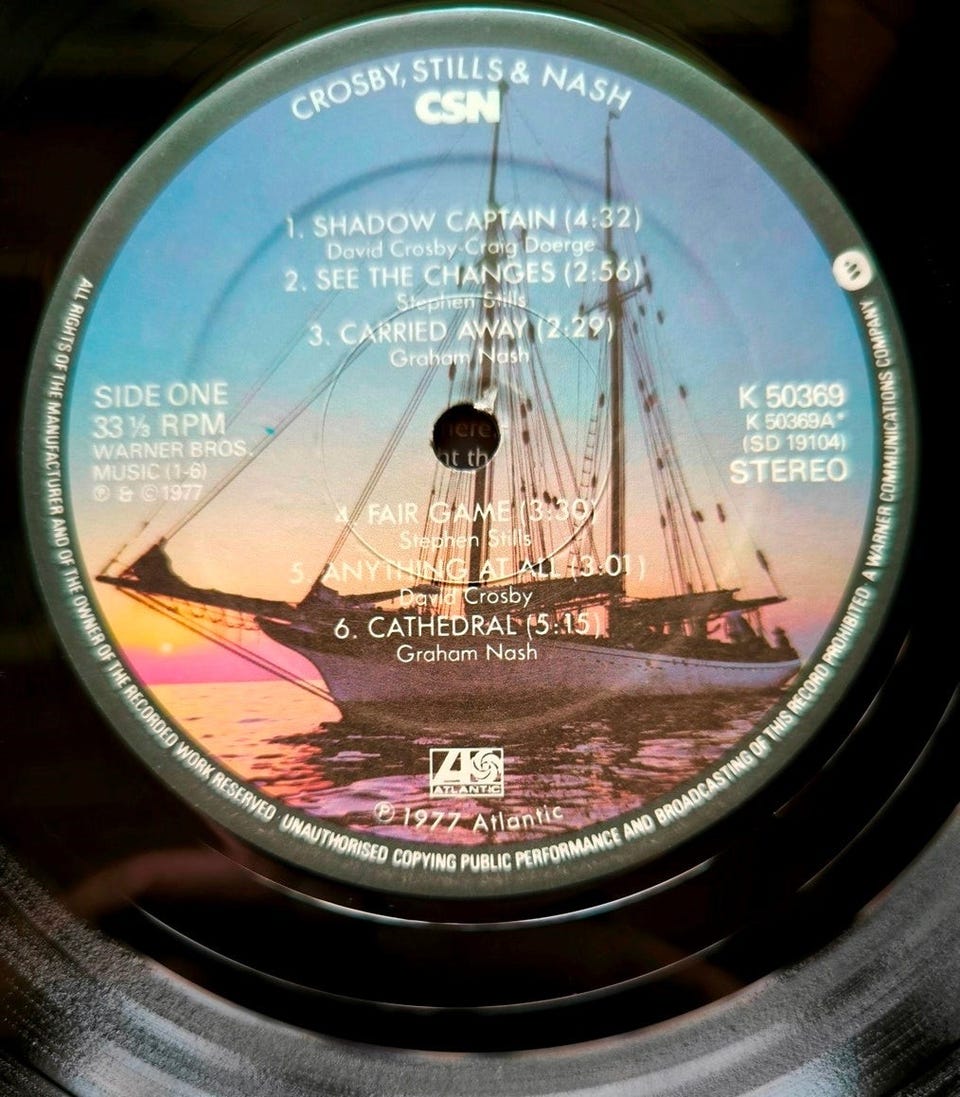 CROSBY, STILLS & NASH
CSN
1. SHADOW CAPTAIN (4:32)
David Crosby-Craig Doerge
2. SEE THE CHANGES (2:56)
Stephen Stills
3. CARRIED AWAY (2:29)
Graham Nash
SIDE ONE
33 ⅓ RPM
WARNER BROS.
MUSIC (1-6)
℗ & © 1977
K 50369
K 50369A*
(SD 19104)
STEREO
4. FAIR GAME (3:30)
Stephen Stills
5. ANYTHING AT ALL (3:01)
David Crosby
6. CATHEDRAL (5:15)
Graham Nash
ATLANTIC
℗ 1977 Atlantic
ALL RIGHTS OF THE MANUFACTURER AND OF THE OWNER OF THE RECORDED WORK RESERVED UNAUTHORISED COPYING PUBLIC PERFORMANCE AND BROADCASTING OF THIS RECORD PROHIBITED A WARNER COMMUNICATIONS COMPANY